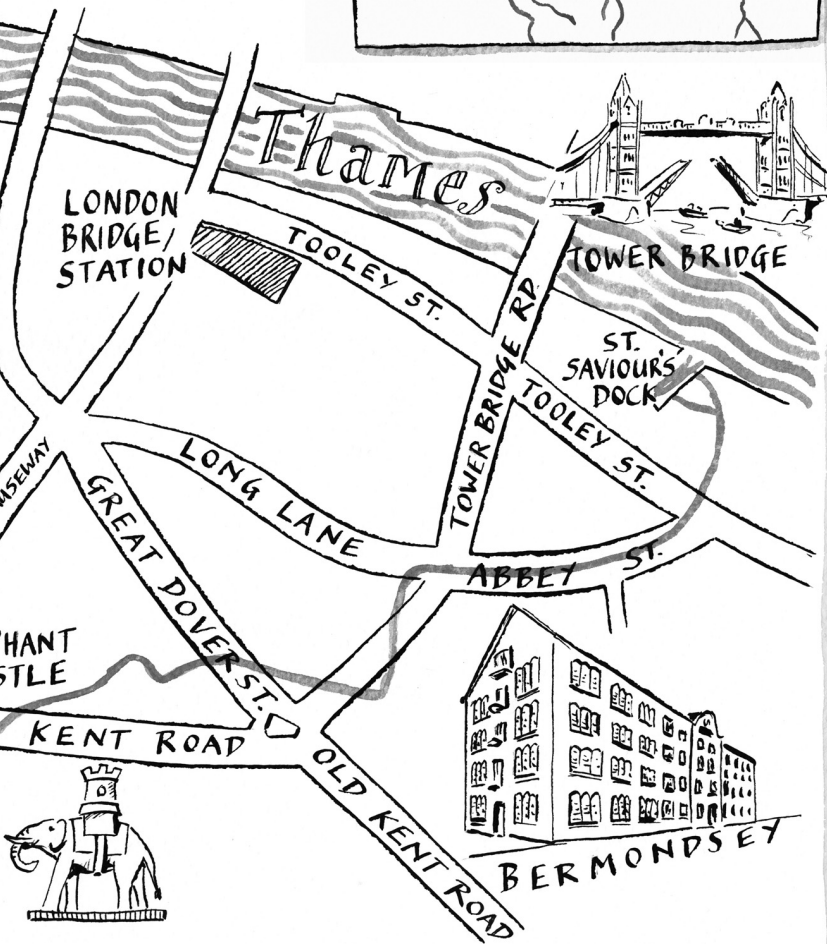 Thames
LONDON
BRIDGE/
STATION
TOOLEY ST.
TOWER BRIDGE
TOWER BRIDGE RD
ST.
SAVIOUR'S
DOCK
TOOLEY ST.
LONG LANE
GREAT DOVER ST.
ABBEY ST.
KENT ROAD
OLD KENT ROAD
BERMONDSEY